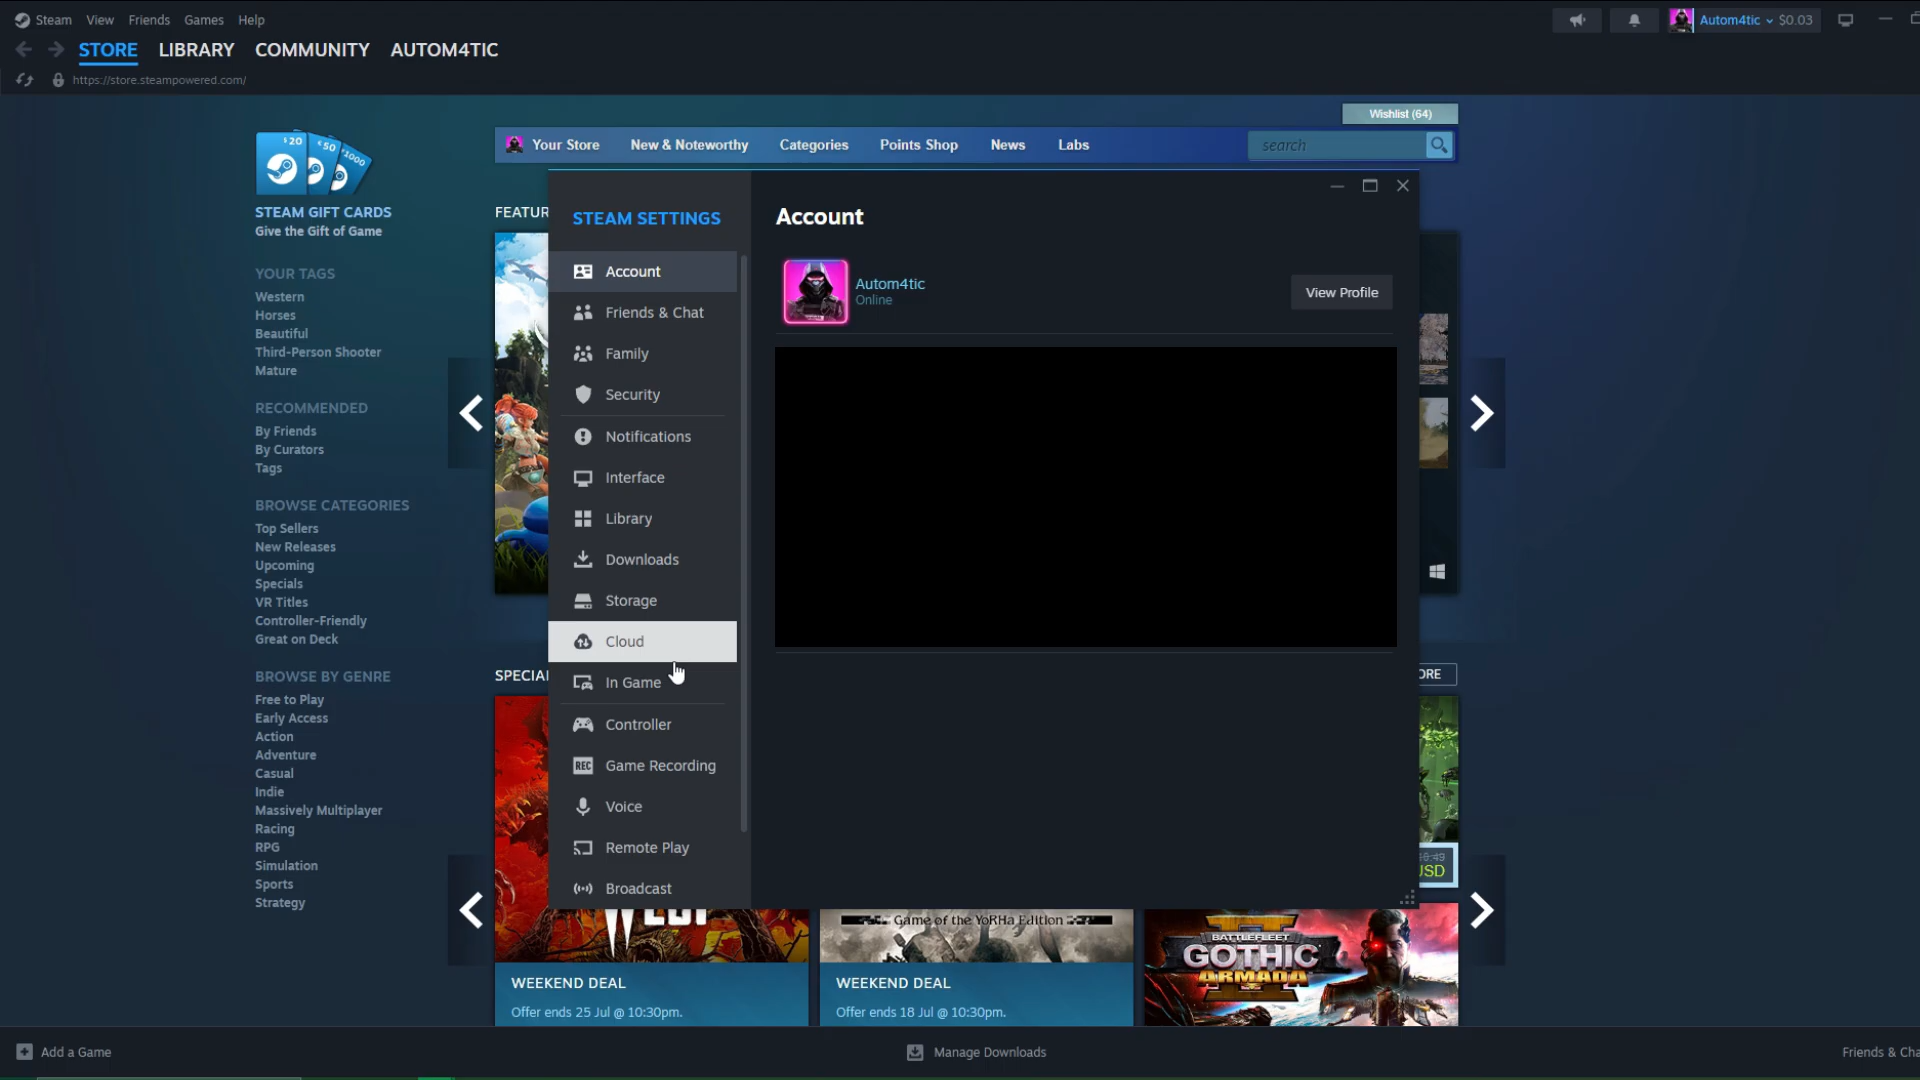 Steam View Friends Games Help
Autom4tic $0.03
STORE LIBRARY COMMUNITY AUTOM4TIC
https://store.steampowered.com/
Wishlist (64)
Your Store New & Noteworthy Categories Points Shop News Labs
search
STEAM GIFT CARDS
Give the Gift of Game
YOUR TAGS
Western
Horses
Beautiful
Third-Person Shooter
Mature
RECOMMENDED
By Friends
By Curators
Tags
BROWSE CATEGORIES
Top Sellers
New Releases
Upcoming
Specials
VR Titles
Controller-Friendly
Great on Deck
BROWSE BY GENRE
Free to Play
Early Access
Action
Adventure
Casual
Indie
Massively Multiplayer
Racing
RPG
Simulation
Sports
Strategy
FEATUR
SPECIA
STEAM SETTINGS
Account
Friends & Chat
Family
Security
Notifications
Interface
Library
Downloads
Storage
Cloud
In Game
Controller
REC Game Recording
Voice
Remote Play
Broadcast
Account
Autom4tic
Online
View Profile
ORE
USD
Game of the YoRHa Edition
BATTLEFLEET
GOTHIC
ARMADA
WEEKEND DEAL
Offer ends 25 Jul @ 10:30pm.
WEEKEND DEAL
Offer ends 18 Jul @ 10:30pm.
Add a Game
Manage Downloads
Friends & Cha